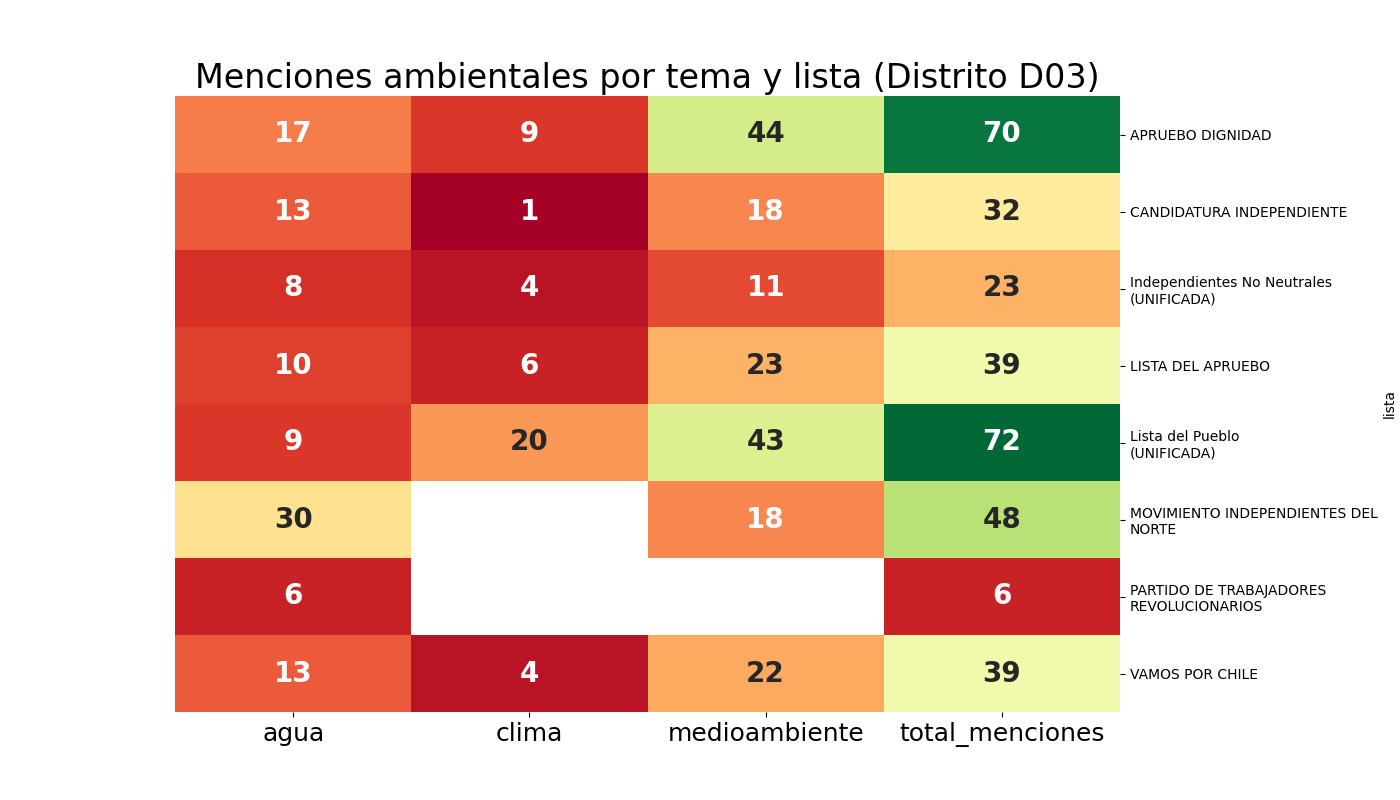 Menciones ambientales por tema y lista (Distrito D03)
17 9 44 70 APRUEBO DIGNIDAD
13 1 18 32 CANDIDATURA INDEPENDIENTE
8 4 11 23 Independientes No Neutrales
(UNIFICADA)
10 6 23 39 LISTA DEL APRUEBO
9 20 43 72 Lista del Pueblo
(UNIFICADA)
30 18 48 MOVIMIENTO INDEPENDIENTES DEL
NORTE
6 6 PARTIDO DE TRABAJADORES
REVOLUCIONARIOS
13 4 22 39 VAMOS POR CHILE
agua clima medioambiente total_menciones
lista